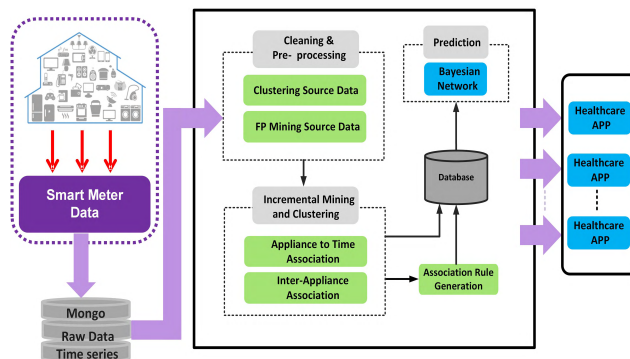 Smart Meter
Data
Mongo
Raw Data
Time series
Cleaning &
Pre- processing
Clustering Source Data
FP Mining Source Data
Incremental Mining
and Clustering
Appliance to Time
Association
Inter-Appliance
Association
Prediction
Bayesian
Network
Database
Association Rule
Generation
Healthcare
APP
Healthcare
APP
Healthcare
APP